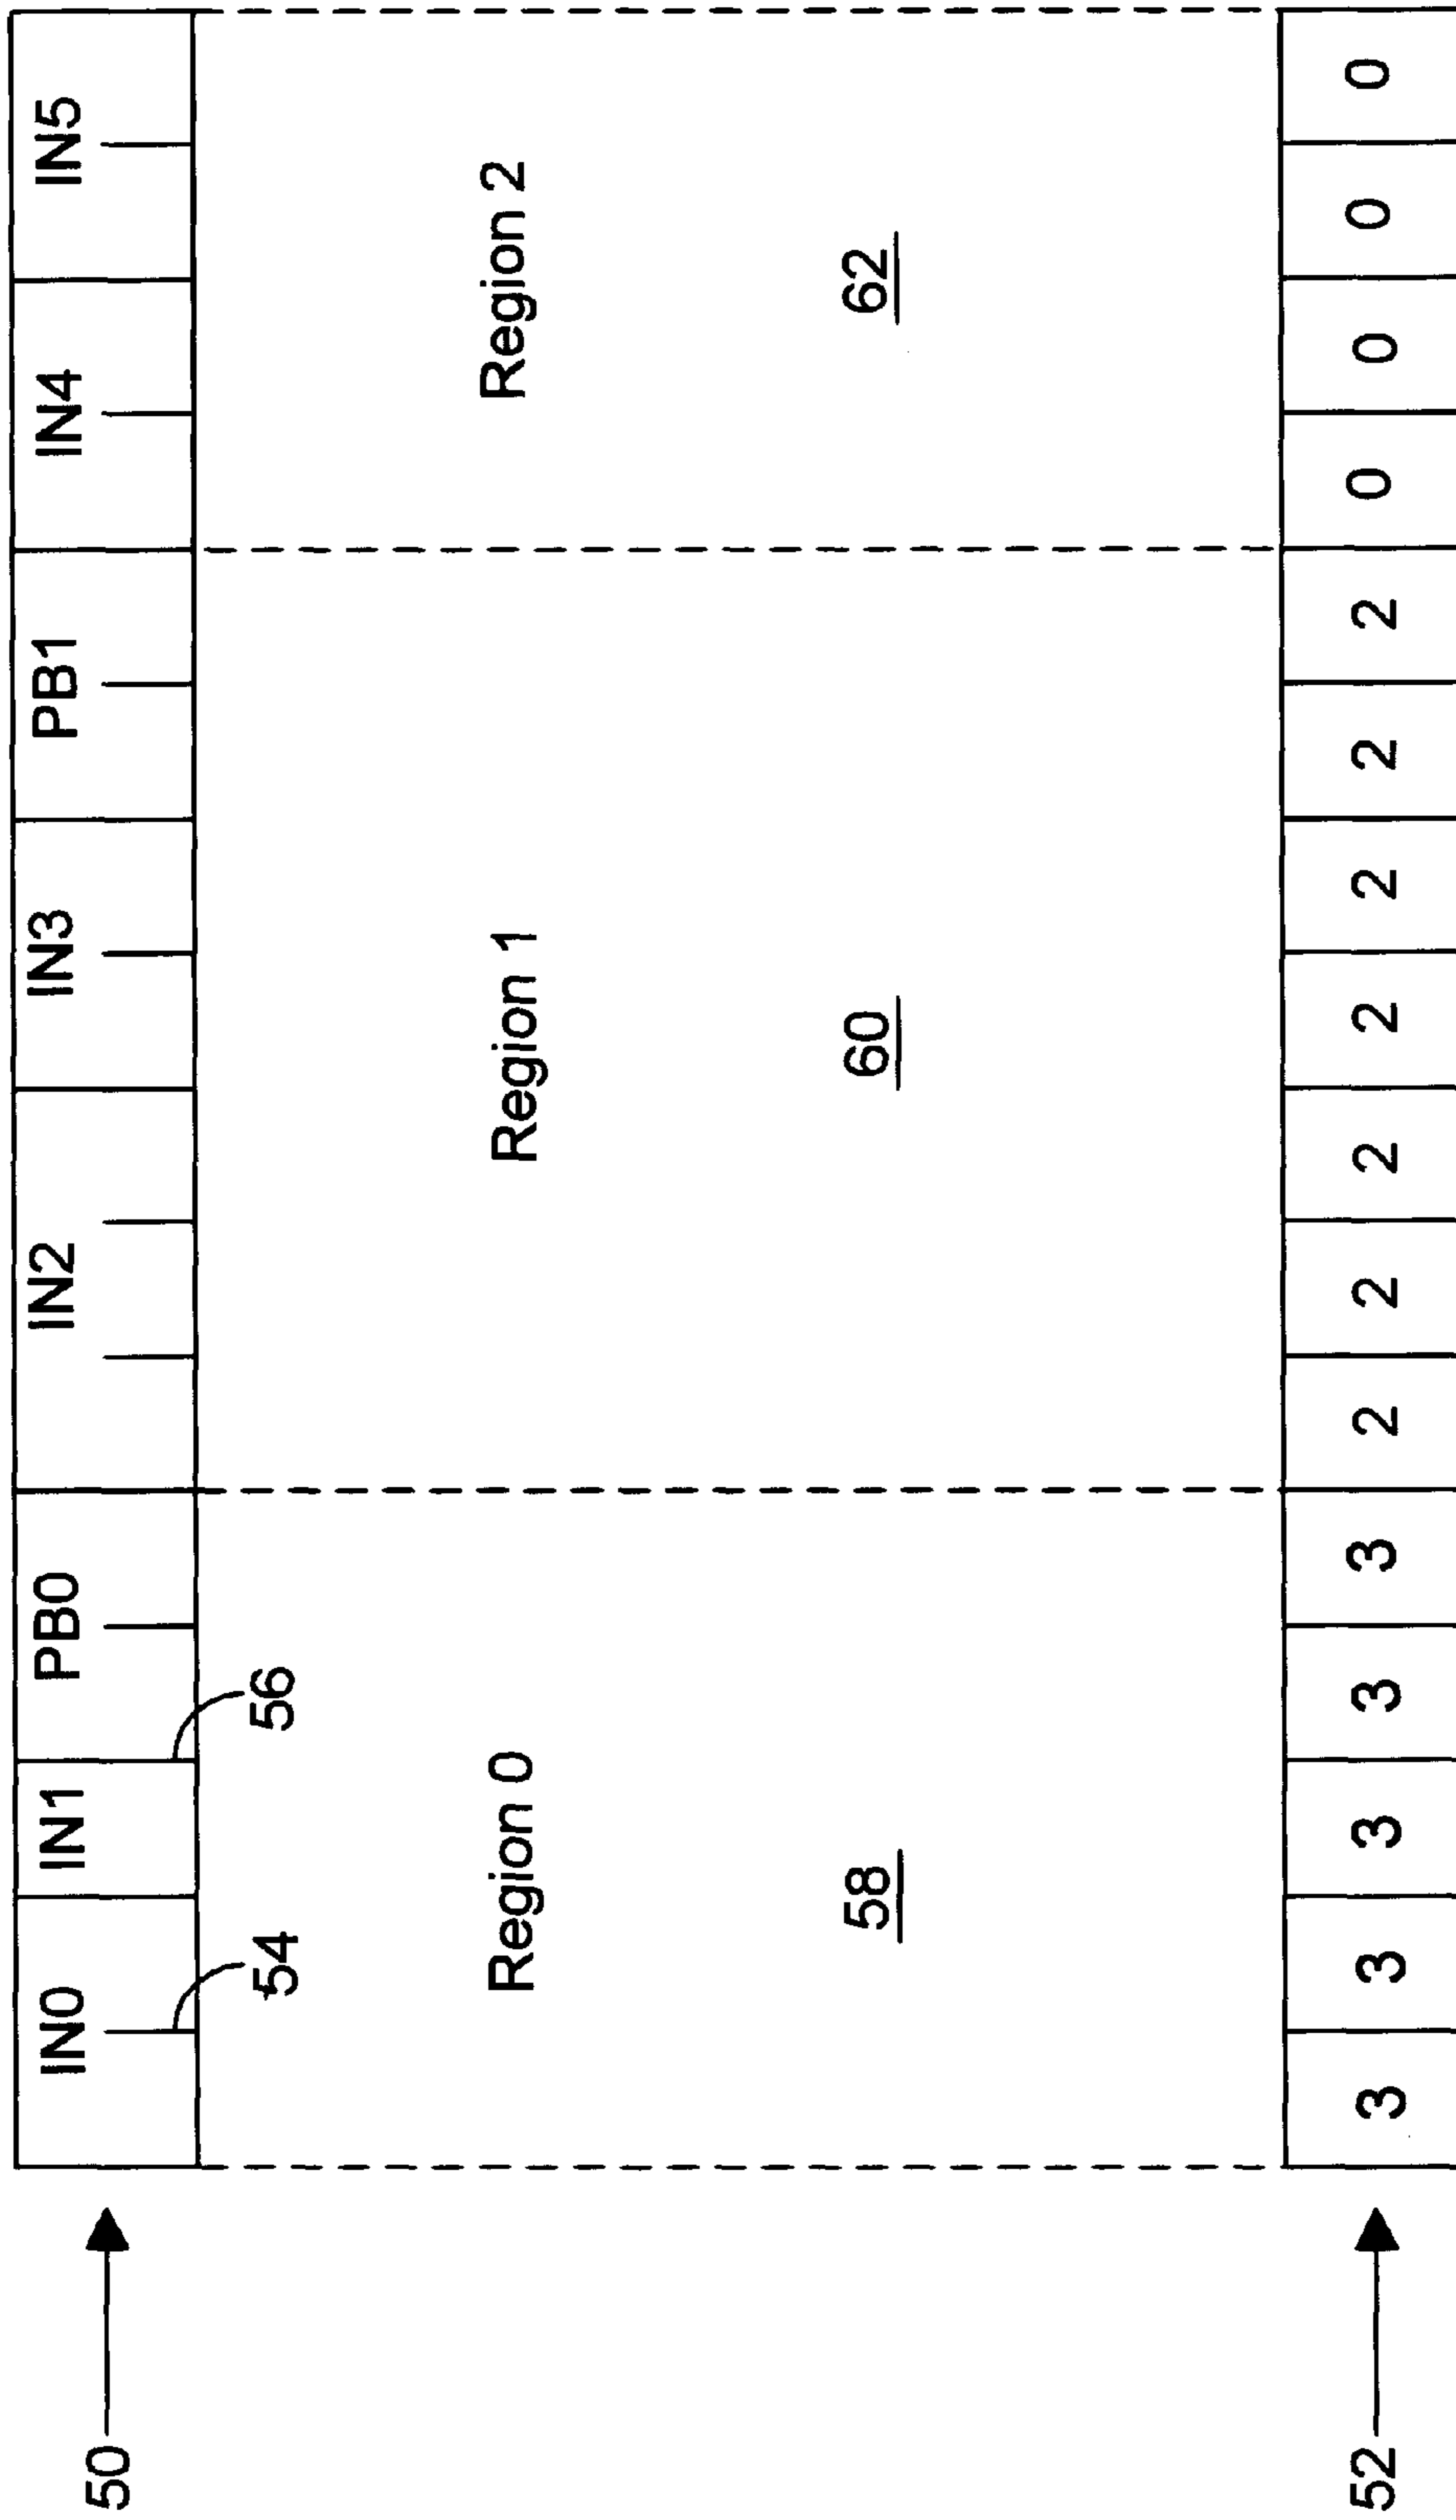 50 IN0 IN1 PB0 IN2 IN3 PB1 IN4 IN5
54 56
Region 0 Region 1 Region 2
58 60 62
52 3 3 3 3 3 2 2 2 2 2 2 2 0 0 0 0